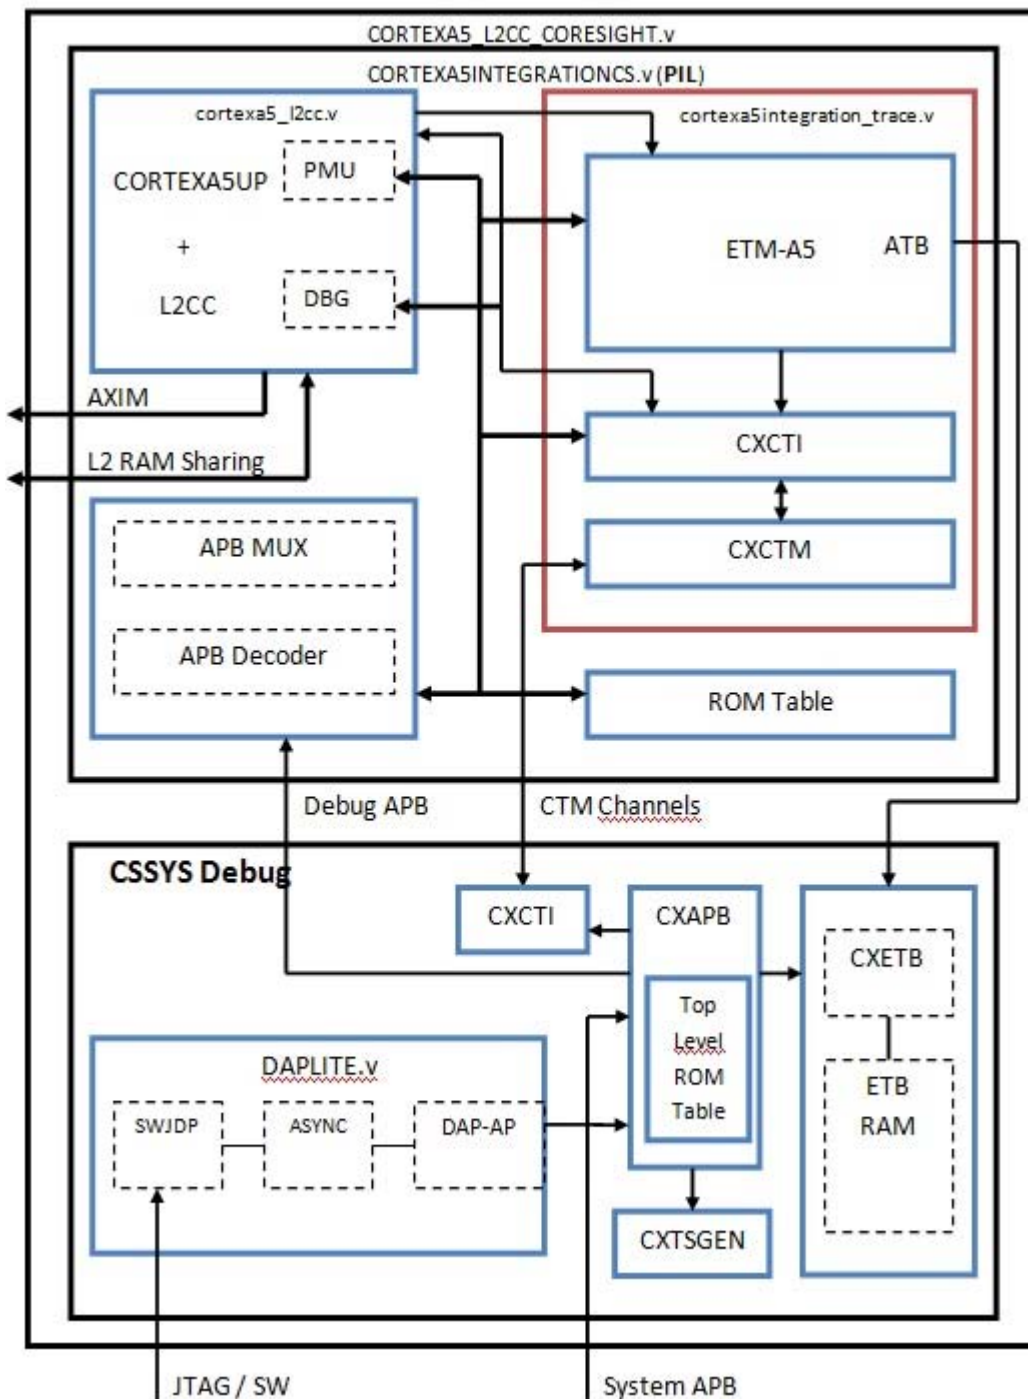 CORTEXA5_L2CC_CORESIGHT.v
CORTEXA5INTEGRATIONCS.v (PIL)
cortexa5_l2cc.v
CORTEXA5UP
+
L2CC
PMU
DBG
cortexa5integration_trace.v
ETM-A5
ATB
AXIM
L2 RAM Sharing
CXCTI
CXCTM
APB MUX
APB Decoder
ROM Table
Debug APB
CTM Channels
CSSYS Debug
CXCTI
CXAPB
Top
Level
ROM
Table
CXETB
ETB
RAM
DAPLITE.v
SWJDP
ASYNC
DAP-AP
CXTSGEN
JTAG / SW
System APB